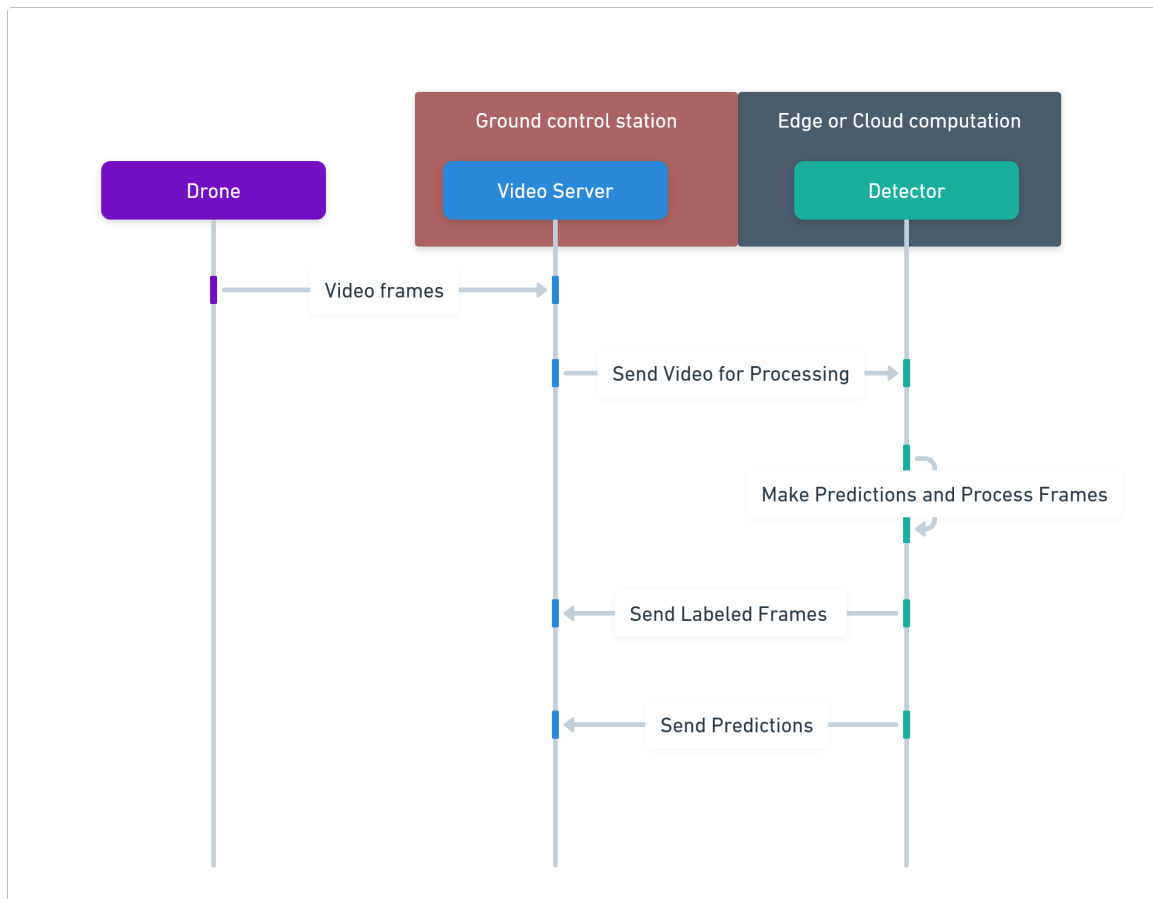 Ground control station
Edge or Cloud computation
Drone
Video Server
Detector
Video frames
Send Video for Processing
Make Predictions and Process Frames
Send Labeled Frames
Send Predictions